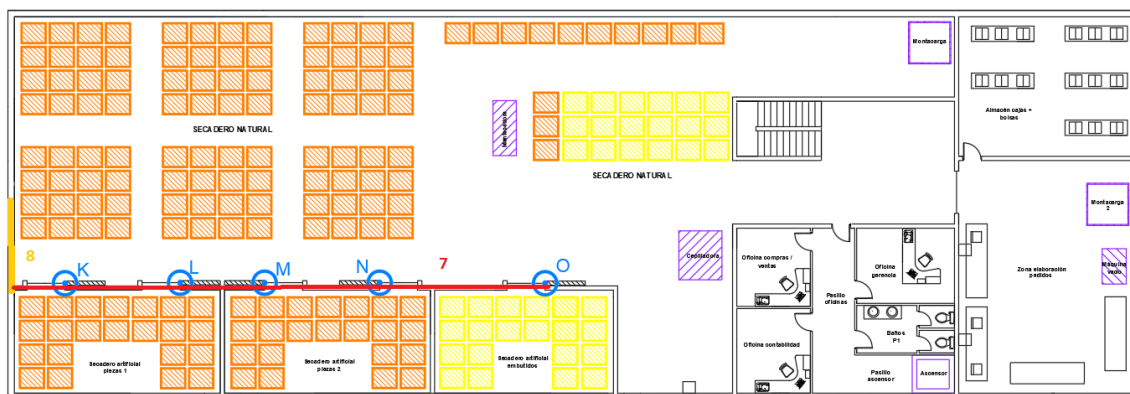 Montacarga
Almacén cajas +
bolsas
SECADERO NATURAL
SECADERO NATURAL
Montacarga
2
8
K
L
M
N
7
O
Cepilladora
Oficina compras /
ventas
Oficina
gerencia
Zona elaboración
pedidos
Máquina
vacío
Pasillo
oficinas
Baños
P1
Oficina contabilidad
Secadero artificial
piezas 1
Secadero artificial
piezas 2
Secadero artificial
embutidos
Pasillo
ascensor
Ascensor